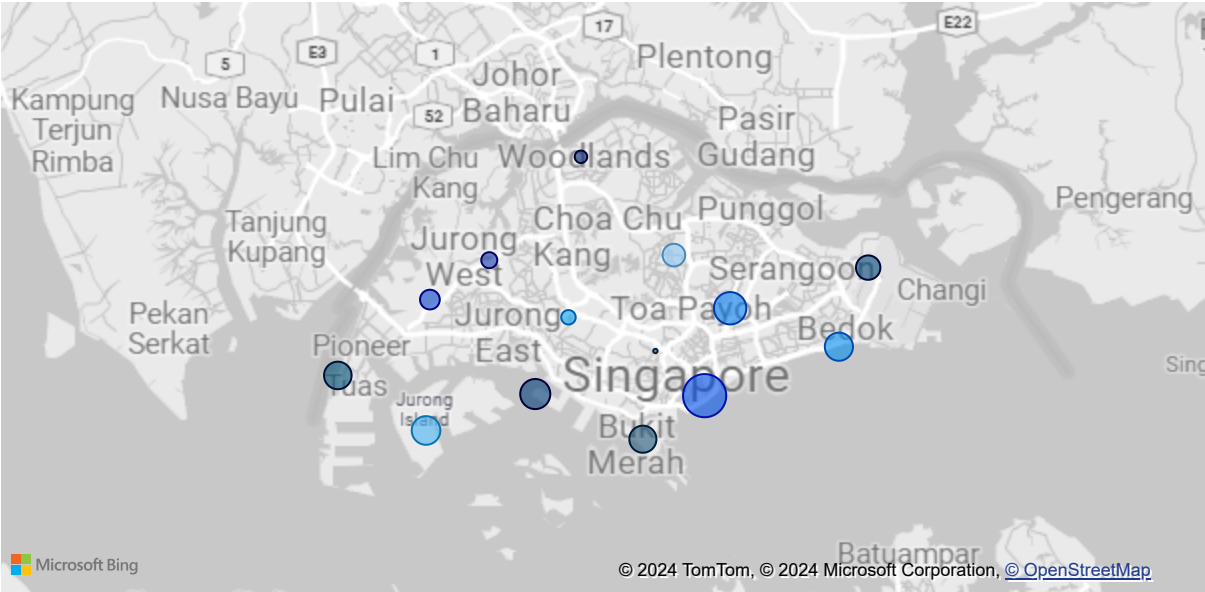 17
E22
E3
1
5
Plentong
Johor
Baharu
Kampung
Terjun
Rimba
Nusa Bayu
Pulai
52
Pasir
Gudang
Lim Chu
Kang
Woodlands
Pengerang
Tanjung
Kupang
Choa Chu
Kang
Punggol
Jurong
West
Serangoon
Changi
Pekan
Serkat
Jurong
East
Toa Payoh
Bedok
Pioneer
Tuas
Singapore
Sing
Jurong
Island
Bukit
Merah
Batuampar
Microsoft Bing
© 2024 TomTom, © 2024 Microsoft Corporation, © OpenStreetMap